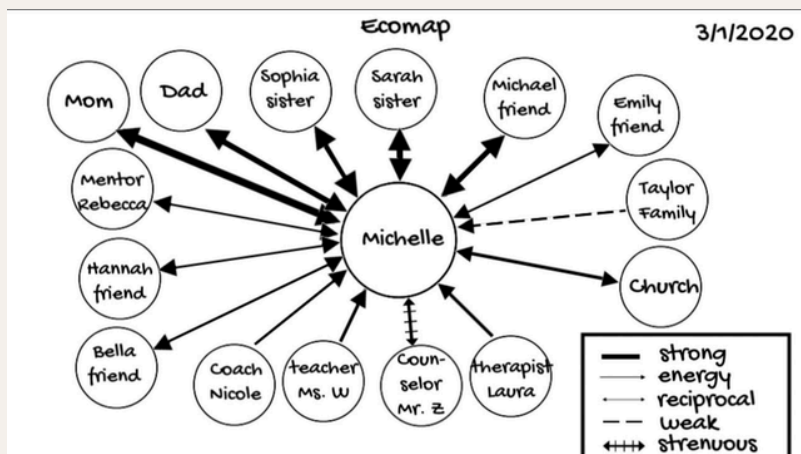 Ecomap
3/1/2020
Mom
Dad
Sophia
sister
Sarah
sister
Michael
friend
Emily
friend
Mentor
Rebecca
Taylor
Family
Michelle
Hannah
friend
Church
Bella
friend
Coach
Nicole
teacher
Ms. W
Coun-
selor
Mr. Z
therapist
Laura
strong
energy
reciprocal
weak
strenuous